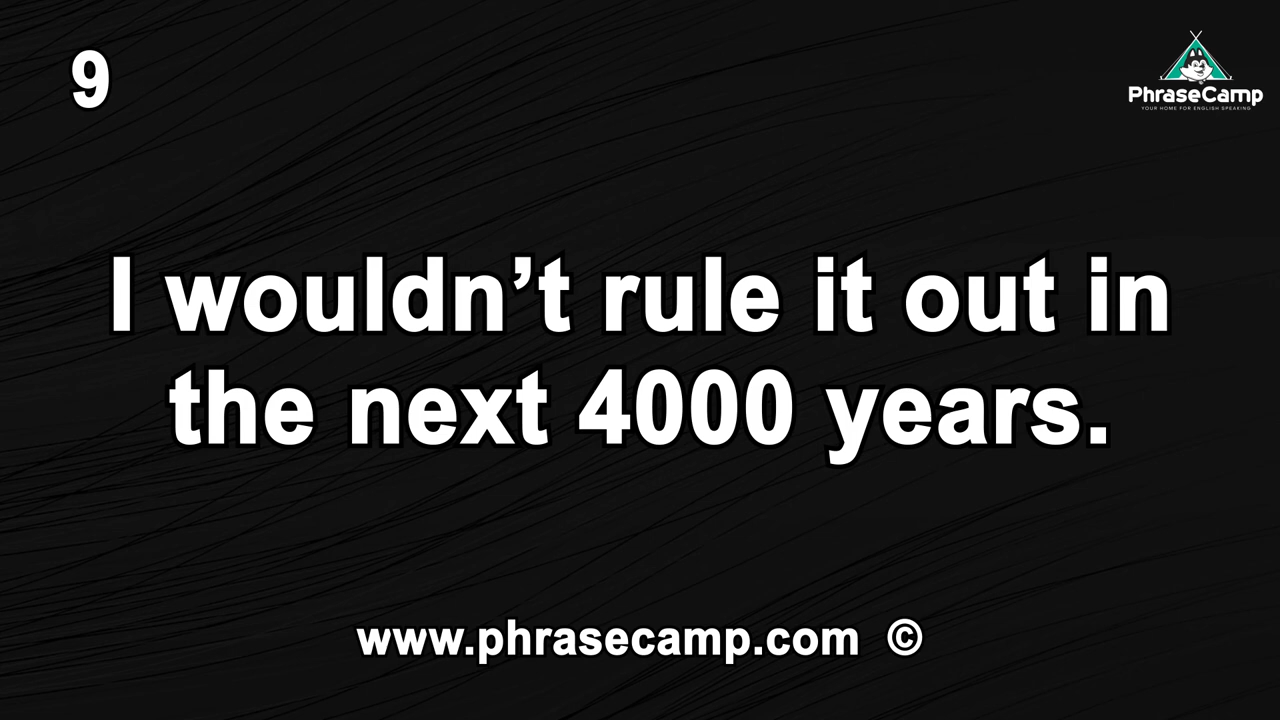 9
PhraseCamp
YOUR HOME FOR ENGLISH SPEAKING
I wouldn’t rule it out in
the next 4000 years.
www.phrasecamp.com ©